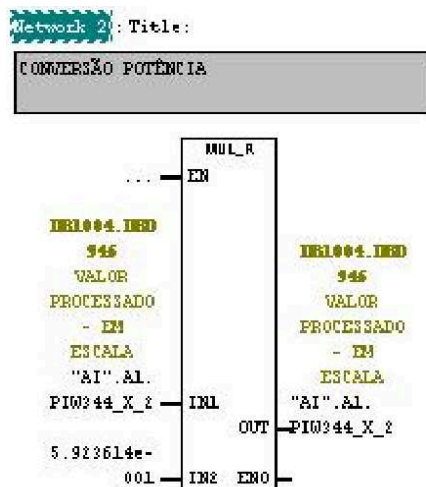 Network 2: Title:
CONVERSÃO POTÊNCIA
MUL_R
... EN
DB1004.DBD
946
VALOR
PROCESSADO
- EM
ESCALA
"AI".A1.
PIW344_X_2 IN1
5.923614e-
001 IN2
DB1004.DBD
946
VALOR
PROCESSADO
- EM
ESCALA
"AI".A1.
OUT PIW344_X_2
ENO